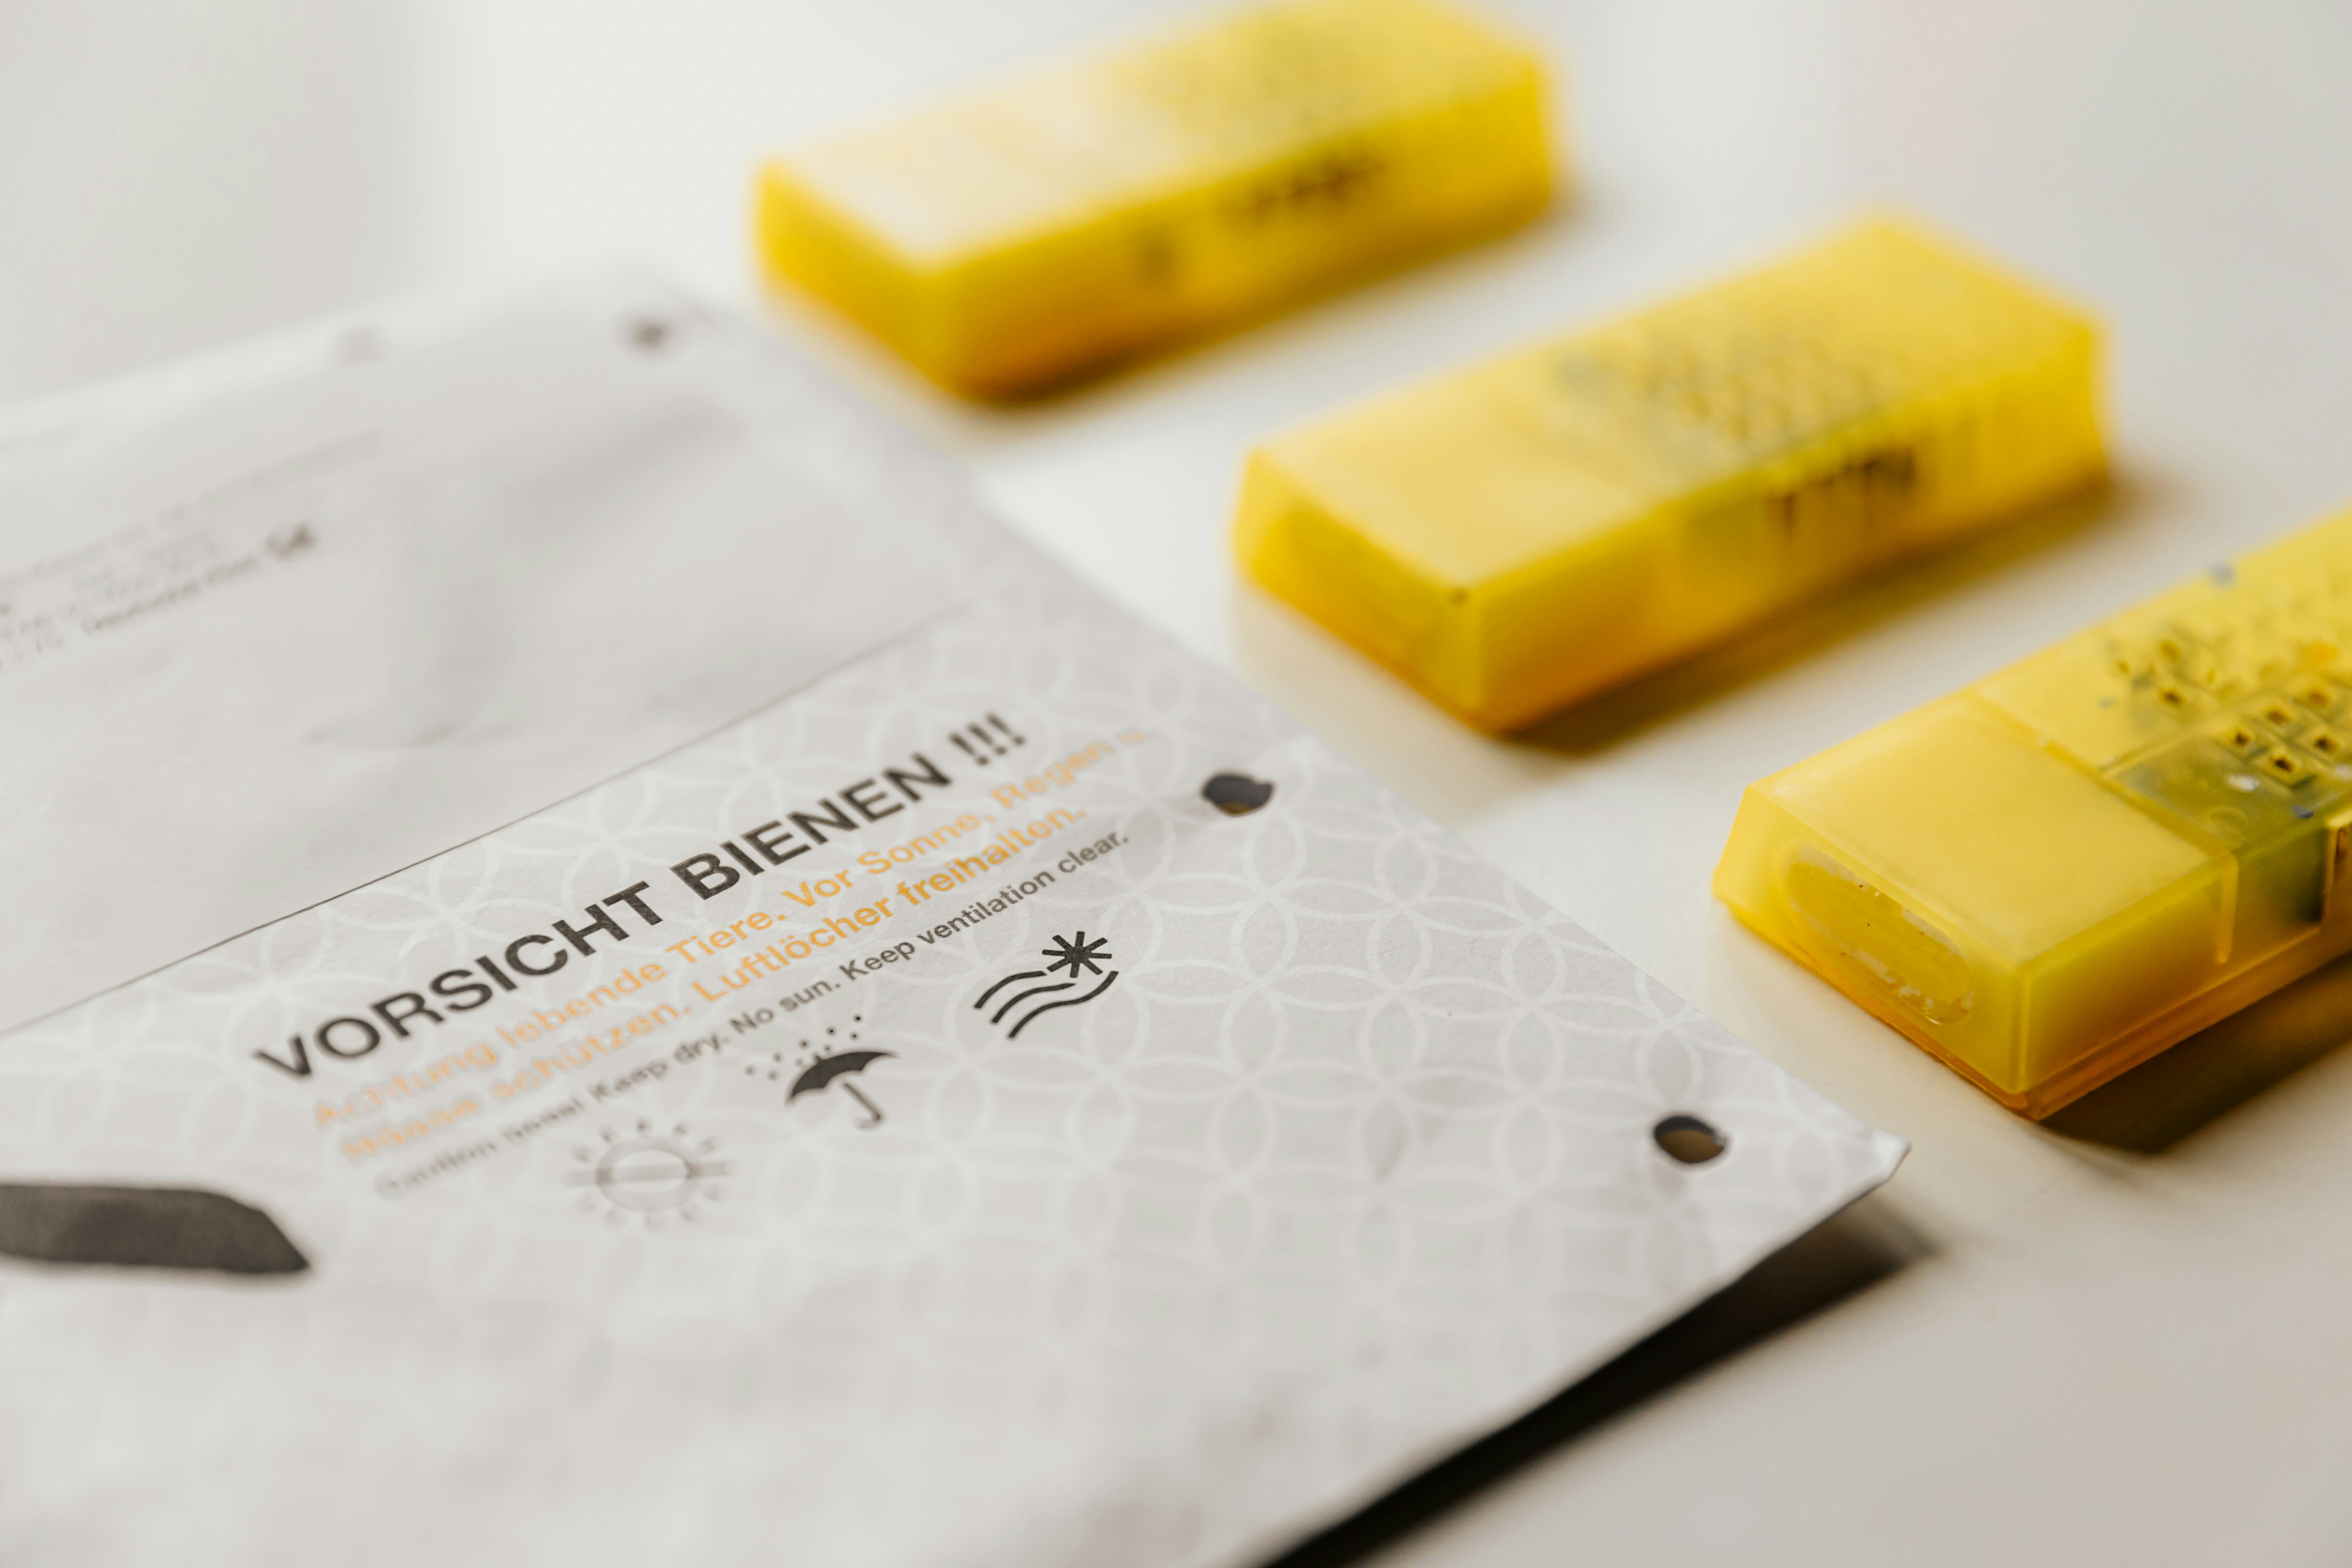 VORSICHT BIENEN !!!
Achtung lebende Tiere. Vor Sonne, Regen u.
Nässe schützen. Luftlöcher freihalten.
Caution bees! Keep dry. No sun. Keep ventilation clear.